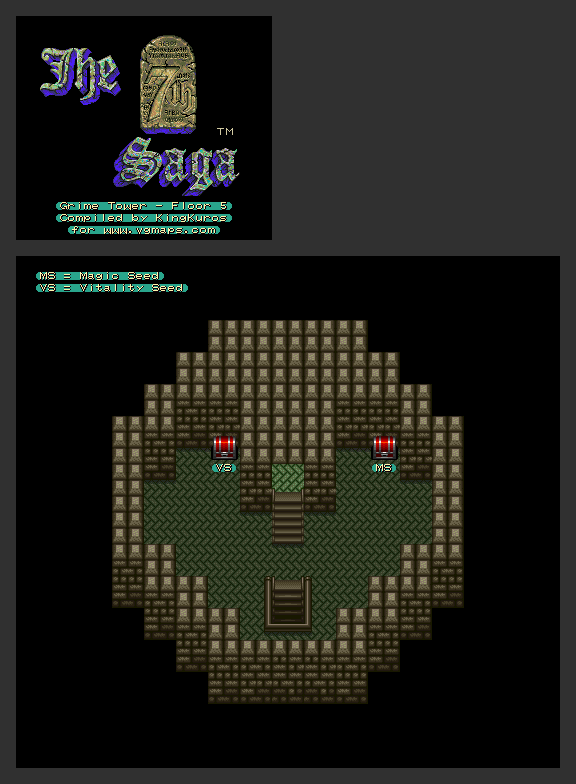 The
7th
Saga
TM
Grime Tower - Floor 5
Compiled by KingKuros
for www.vgmaps.com
MS = Magic Seed
VS = Vitality Seed
VS
MS